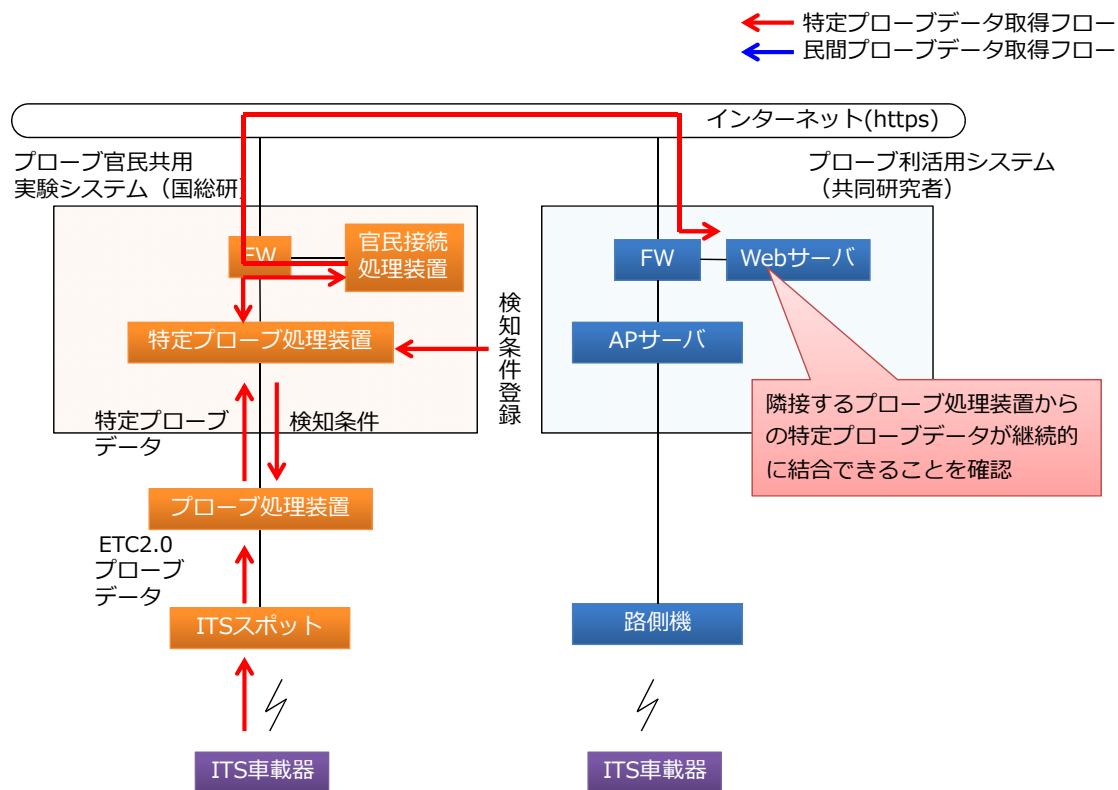 特定プローブデータ取得フロー
民間プローブデータ取得フロー
インターネット(https)
プローブ官民共用
実験システム（国総研）
プローブ利活用システム
（共同研究者）
FW
官民接続
処理装置
FW
Webサーバ
特定プローブ処理装置
検知条件登録
APサーバ
隣接するプローブ処理装置から
の特定プローブデータが継続的
に結合できることを確認
特定プローブ
データ
検知条件
プローブ処理装置
ETC2.0
プローブ
データ
ITSスポット
路側機
ITS車載器
ITS車載器